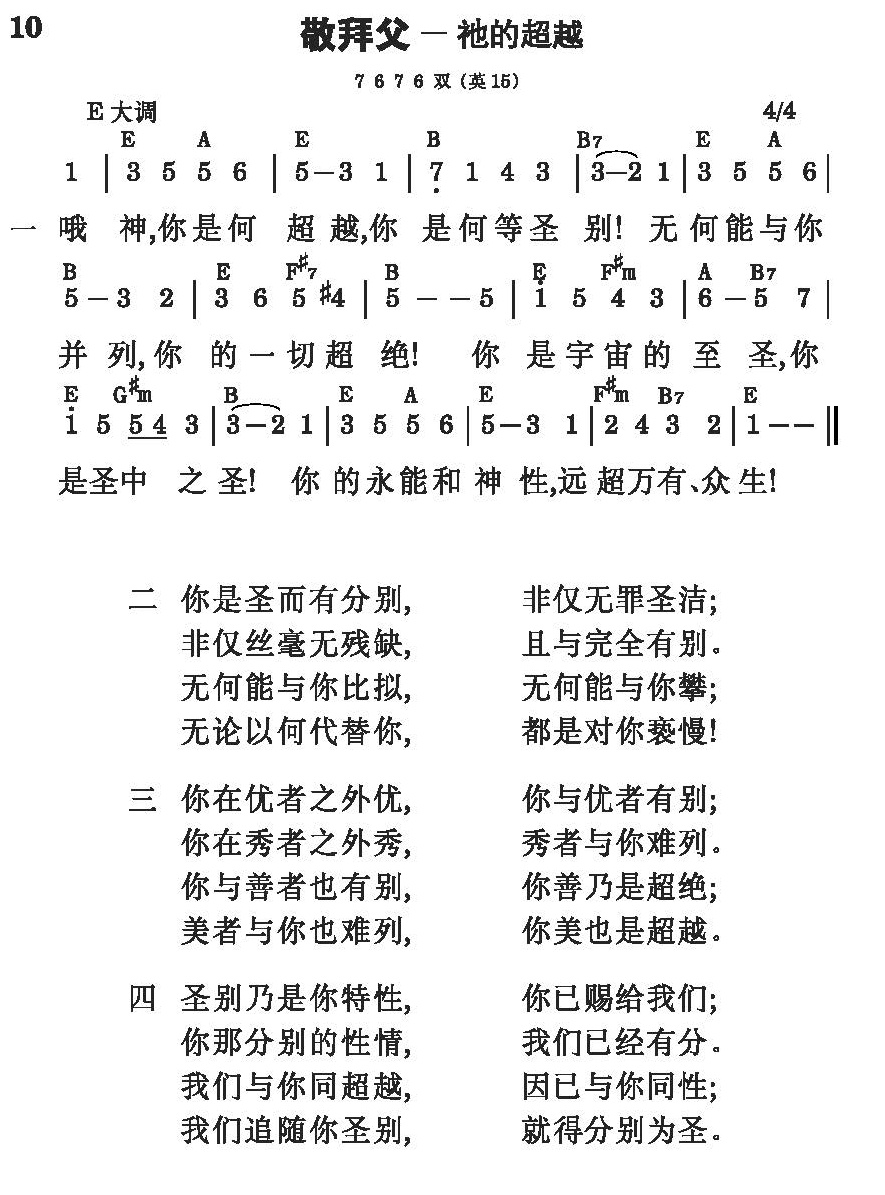 10
敬拜父 — 祂的超越
7 6 7 6 双 (英15)
E 大调 4/4
E A E B B7 E A
1 | 3 5 5 6 | 5－3 1 | 7̣ 1 4 3 | 3－2 1 | 3 5 5 6 |
一 哦 神,你是何 超 越,你 是何等圣 别! 无何能与你
B E F♯7 B E F♯m A B7
5－3 2 | 3 6 5 ♯4 | 5－－5 | 1̇ 5 4 3 | 6－5 7 |
并 列,你 的一切超 绝! 你 是宇宙的至圣,你
E G♯m B E A E F♯m B7 E
1̇ 5 5 4 3 | 3－2 1 | 3 5 5 6 | 5－3 1 | 2 4 3 2 | 1－－ ‖
是圣中 之圣! 你的永能和神性,远超万有、众生!
二 你是圣而有分别, 非仅无罪圣洁;
非仅丝毫无残缺, 且与完全有别。
无何能与你比拟, 无何能与你攀;
无论以何代替你, 都是对你亵慢!
三 你在优者之外优, 你与优者有别;
你在秀者之外秀, 秀者与你难列。
你与善者也有别, 你善乃是超绝;
美者与你也难列, 你美也是超越。
四 圣别乃是你特性, 你已赐给我们;
你那分别的性情, 我们已经有分。
我们与你同超越, 因已与你同性;
我们追随你圣别, 就得分别为圣。